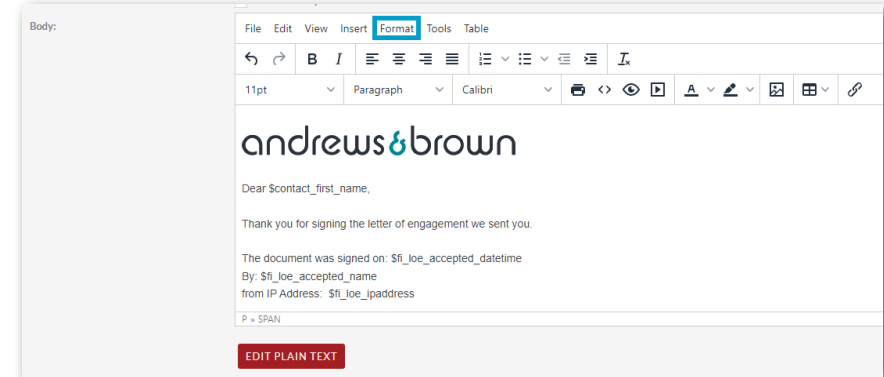 Body:
File Edit View Insert Format Tools Table
B I
11pt Paragraph Calibri A
andrews&brown
Dear $contact_first_name,
Thank you for signing the letter of engagement we sent you.
The document was signed on: $fi_loe_accepted_datetime
By: $fi_loe_accepted_name
from IP Address: $fi_loe_ipaddress
P » SPAN
EDIT PLAIN TEXT